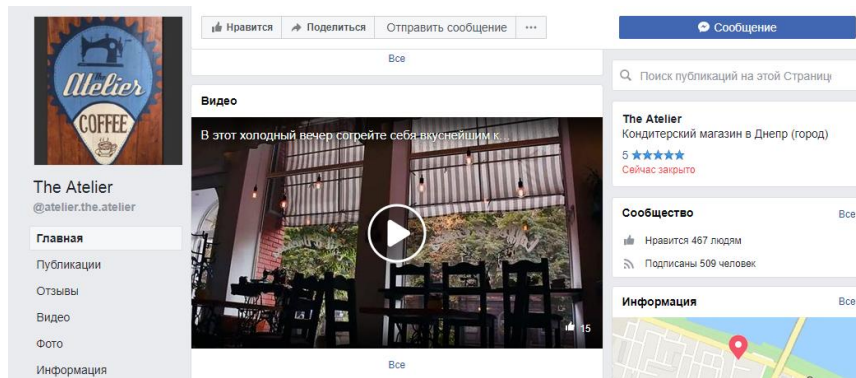 the
Atelier
COFFEE
The Atelier
@atelier.the.atelier
Главная
Публикации
Отзывы
Видео
Фото
Информация
Нравится
Поделиться
Отправить сообщение
...
Все
Видео
В этот холодный вечер согрейте себя вкуснейшим к...
15
Все
Сообщение
Поиск публикаций на этой Страниц
The Atelier
Кондитерский магазин в Днепр (город)
5 ★★★★★
Сейчас закрыто
Сообщество
Все
Нравится 467 людям
Подписаны 509 человек
Информация
Все